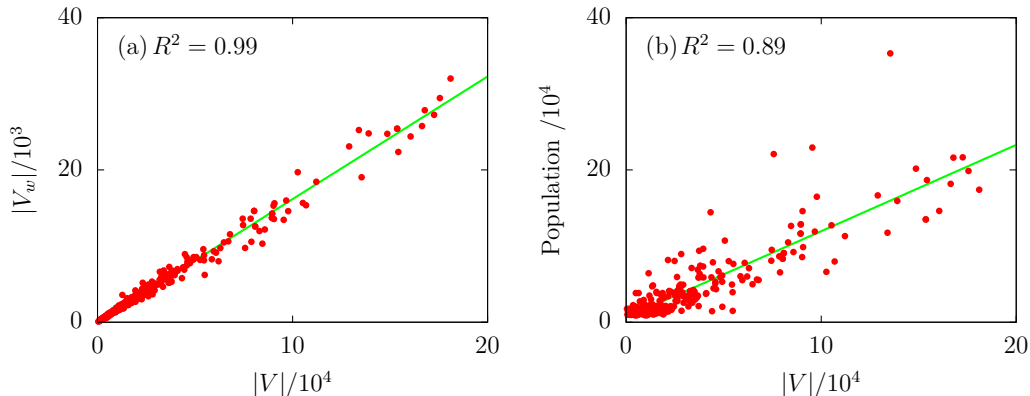 (a) R² = 0.99
|V_w|/10³
40
20
0
0 10 20
|V|/10⁴
(b) R² = 0.89
Population /10⁴
40
20
0
0 10 20
|V|/10⁴